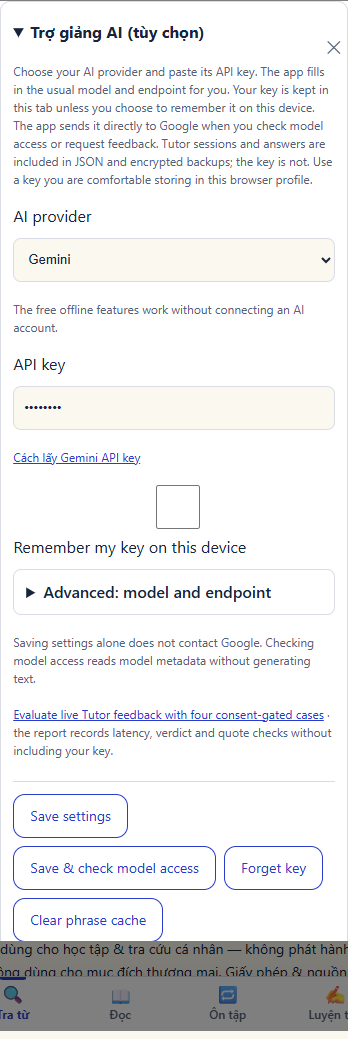 ▼ Trợ giảng AI (tùy chọn)
Choose your AI provider and paste its API key. The app fills
in the usual model and endpoint for you. Your key is kept in
this tab unless you choose to remember it on this device.
The app sends it directly to Google when you check model
access or request feedback. Tutor sessions and answers are
included in JSON and encrypted backups; the key is not. Use
a key you are comfortable storing in this browser profile.
AI provider
Gemini
The free offline features work without connecting an AI
account.
API key
••••••••
Cách lấy Gemini API key
Remember my key on this device
▶ Advanced: model and endpoint
Saving settings alone does not contact Google. Checking
model access reads model metadata without generating
text.
Evaluate live Tutor feedback with four consent-gated cases ·
the report records latency, verdict and quote checks without
including your key.
Save settings
Save & check model access
Forget key
Clear phrase cache
dùng cho học tập & tra cứu cá nhân — không phát hành
dùng cho mục đích thương mại. Giấy phép & nguồn
Tra từ
Đọc
Ôn tập
Luyện